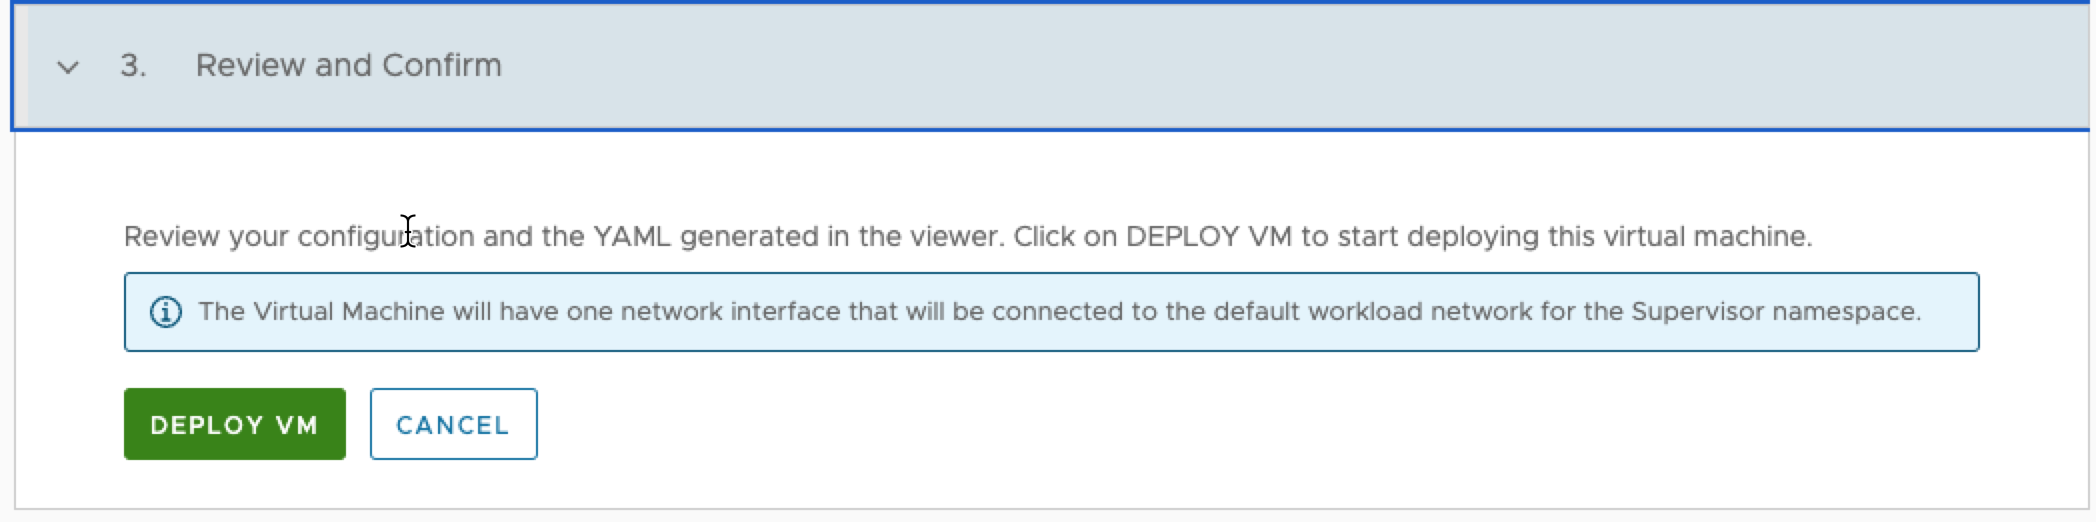 3. Review and Confirm
Review your configuration and the YAML generated in the viewer. Click on DEPLOY VM to start deploying this virtual machine.
The Virtual Machine will have one network interface that will be connected to the default workload network for the Supervisor namespace.
DEPLOY VM CANCEL